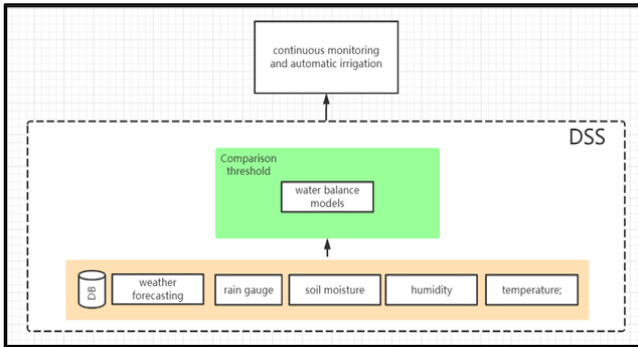 continuous monitoring
and automatic irrigation
DSS
Comparison
threshold
water balance
models
DB
weather
forecasting
rain gauge
soil moisture
humidity
temperature;